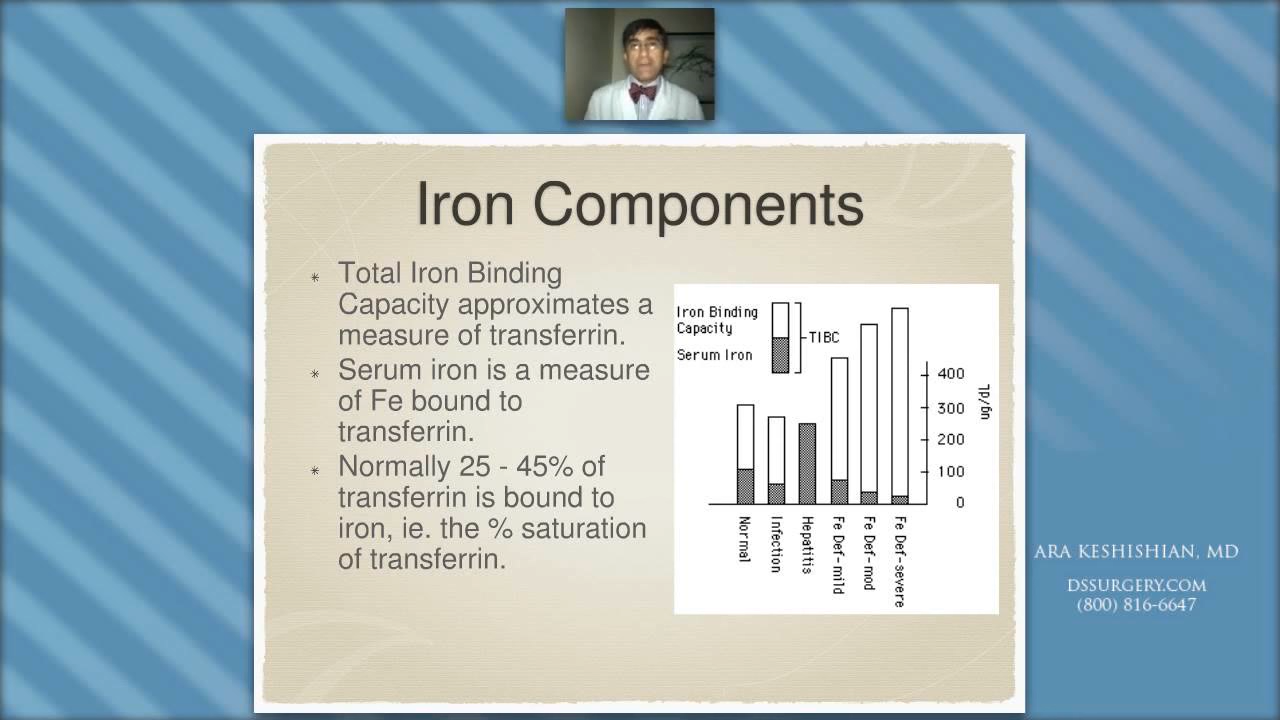 Iron Components
* Total Iron Binding
Capacity approximates a
measure of transferrin.
* Serum iron is a measure
of Fe bound to
transferrin.
* Normally 25 - 45% of
transferrin is bound to
iron, ie. the % saturation
of transferrin.
Iron Binding
Capacity
Serum Iron
TIBC
400
300
200
100
0
ug/dL
Normal
Infection
Hepatitis
Fe Def-mild
Fe Def-mod
Fe Def-severe
ARA KESHISHIAN, MD
DSSURGERY.COM
(800) 816-6647